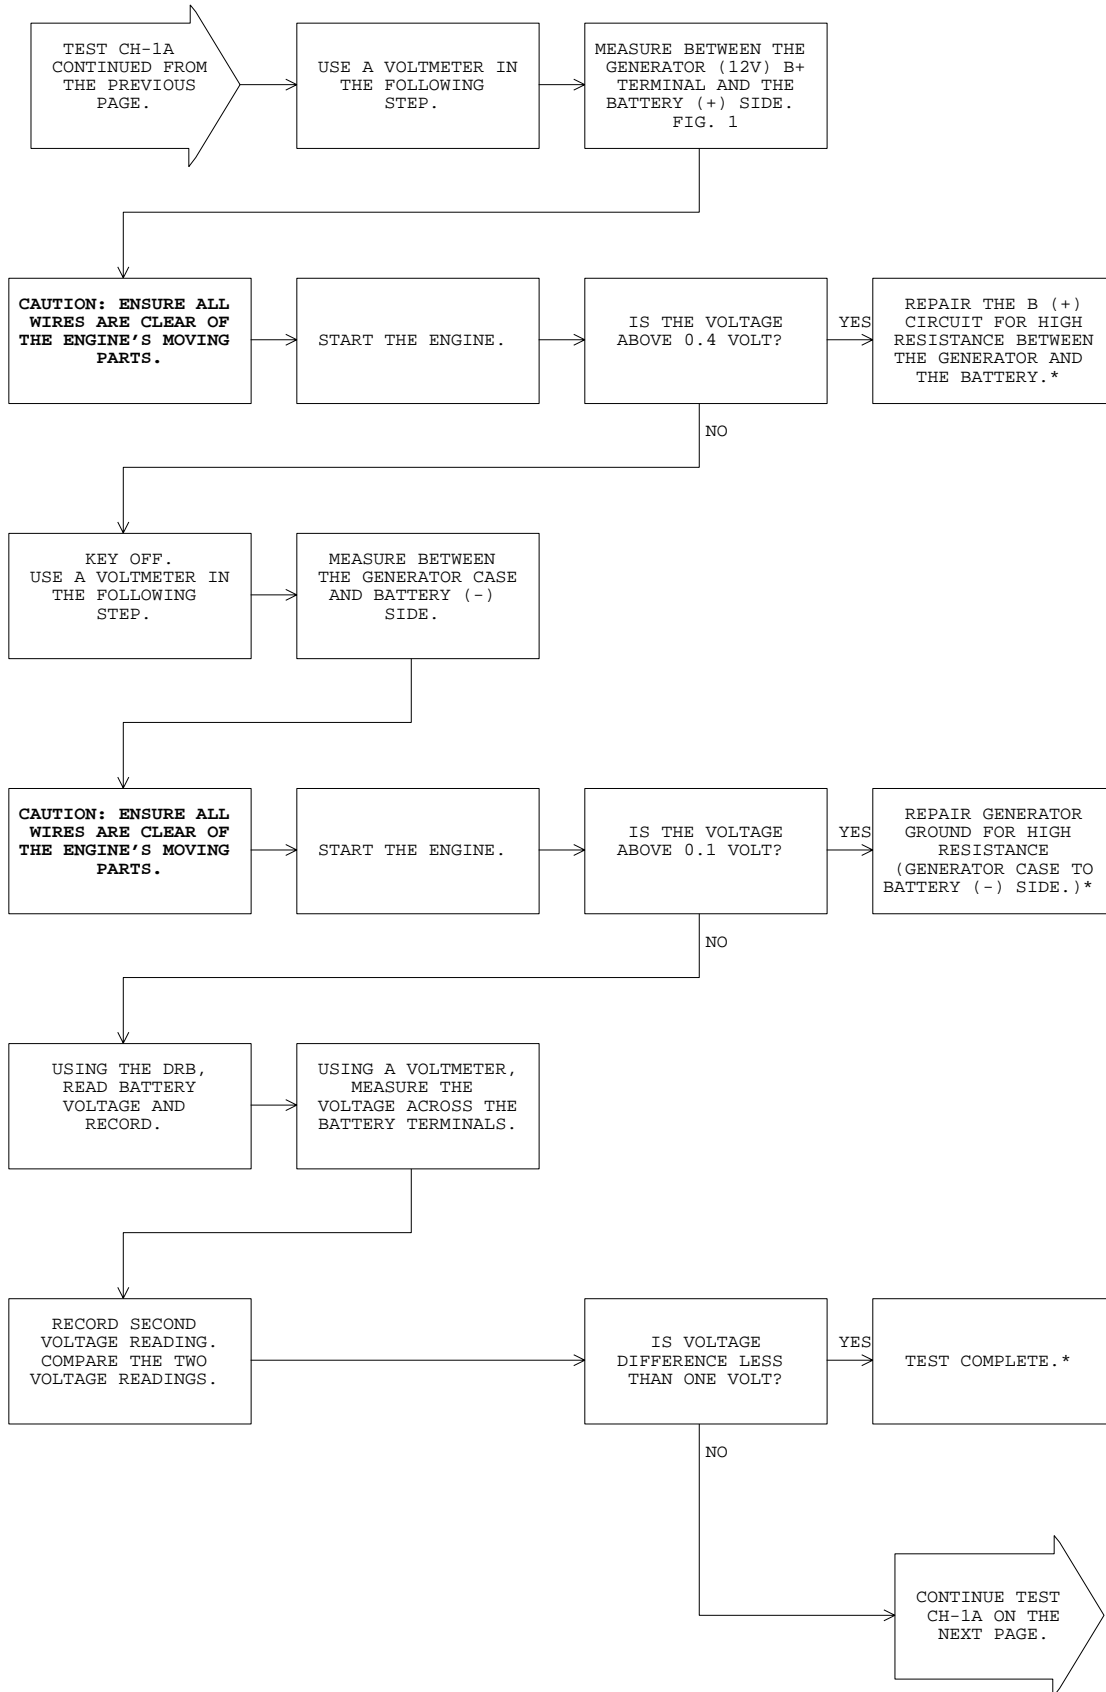 TEST CH-1A
CONTINUED FROM
THE PREVIOUS
PAGE.
USE A VOLTMETER IN
THE FOLLOWING
STEP.
MEASURE BETWEEN THE
GENERATOR (12V) B+
TERMINAL AND THE
BATTERY (+) SIDE.
FIG. 1
CAUTION: ENSURE ALL
WIRES ARE CLEAR OF
THE ENGINE'S MOVING
PARTS.
START THE ENGINE.
IS THE VOLTAGE
ABOVE 0.4 VOLT?
YES
REPAIR THE B (+)
CIRCUIT FOR HIGH
RESISTANCE BETWEEN
THE GENERATOR AND
THE BATTERY.*
NO
KEY OFF.
USE A VOLTMETER IN
THE FOLLOWING
STEP.
MEASURE BETWEEN
THE GENERATOR CASE
AND BATTERY (-)
SIDE.
CAUTION: ENSURE ALL
WIRES ARE CLEAR OF
THE ENGINE'S MOVING
PARTS.
START THE ENGINE.
IS THE VOLTAGE
ABOVE 0.1 VOLT?
YES
REPAIR GENERATOR
GROUND FOR HIGH
RESISTANCE
(GENERATOR CASE TO
BATTERY (-) SIDE.)*
NO
USING THE DRB,
READ BATTERY
VOLTAGE AND
RECORD.
USING A VOLTMETER,
MEASURE THE
VOLTAGE ACROSS THE
BATTERY TERMINALS.
RECORD SECOND
VOLTAGE READING.
COMPARE THE TWO
VOLTAGE READINGS.
IS VOLTAGE
DIFFERENCE LESS
THAN ONE VOLT?
YES
TEST COMPLETE.*
NO
CONTINUE TEST
CH-1A ON THE
NEXT PAGE.